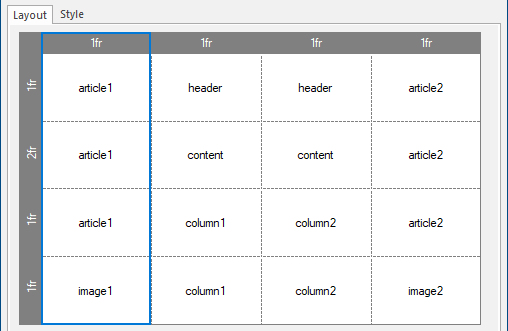 Layout Style
1fr 1fr 1fr 1fr
1fr article1 header header article2
2fr article1 content content article2
1fr article1 column1 column2 article2
1fr image1 column1 column2 image2